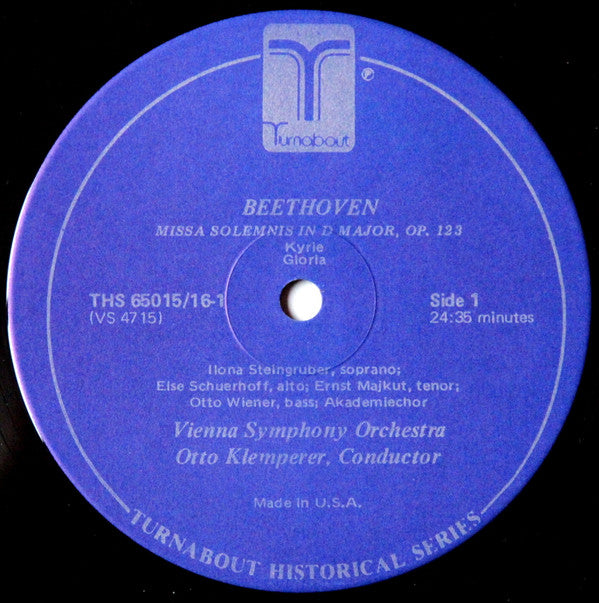 Turnabout
℗
BEETHOVEN
MISSA SOLEMNIS IN D MAJOR, OP. 123
Kyrie
Gloria
THS 65015/16-1
(VS 4715)
Side 1
24:35 minutes
Ilona Steingruber, soprano;
Else Schuerhoff, alto; Ernst Majkut, tenor;
Otto Wiener, bass; Akademiechor
Vienna Symphony Orchestra
Otto Klemperer, Conductor
Made in U.S.A.
TURNABOUT HISTORICAL SERIES